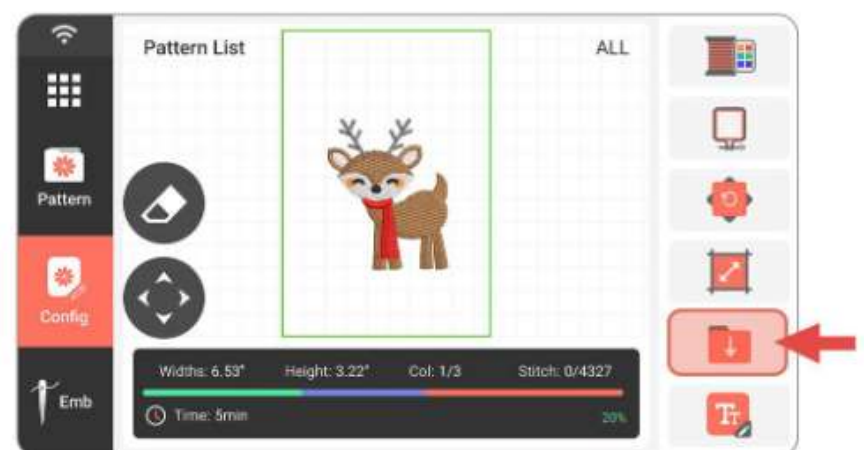 Pattern List
ALL
Pattern
Config
Widths: 6.53" Height: 3.22" Col: 1/3 Stitch: 0/4327
Time: 5min
20%
Emb
TT